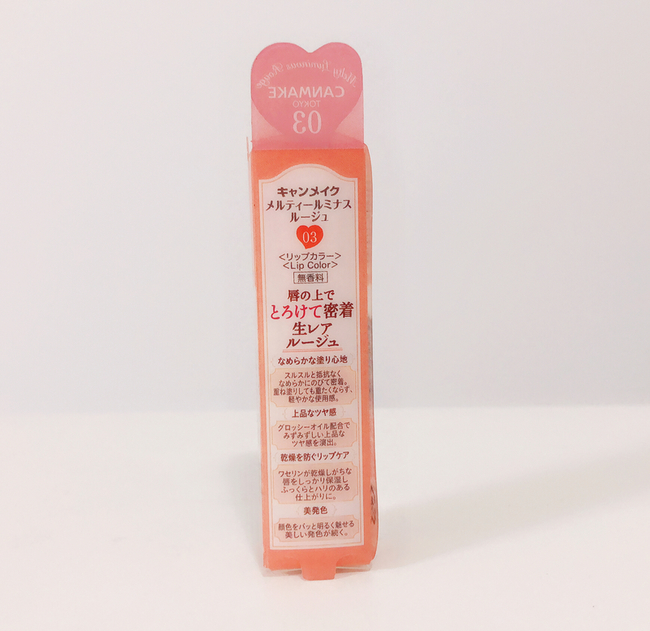 Melty Luminous Rouge
CANMAKE
TOKYO
03
キャンメイク
メルティールミナス
ルージュ
03
<リップカラー>
<Lip Color>
無香料
唇の上で
とろけて密着
生レア
ルージュ
なめらかな塗り心地
スルスルと抵抗なく
なめらかにのびて密着。
重ね塗りしても重たくならず、
軽やかな使用感。
上品なツヤ感
グロッシーオイル配合で
みずみずしい上品な
ツヤ感を演出。
乾燥を防ぐリップケア
ワセリンが乾燥しがちな
唇をしっかり保湿し
ふっくらとハリのある
仕上がりに。
美発色
顔色をパッと明るく魅せる
美しい発色が続く。